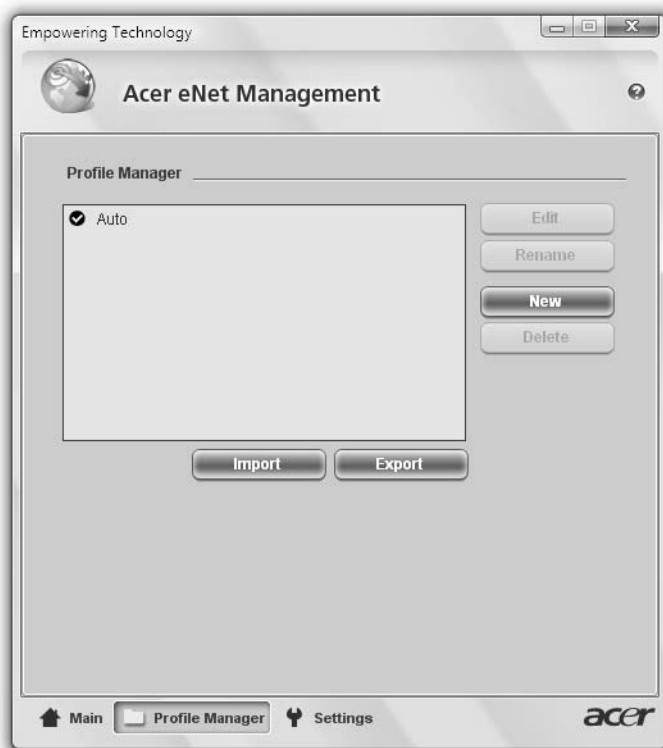 Empowering Technology
Acer eNet Management
Profile Manager
Auto
Edit
Rename
New
Delete
Import
Export
Main
Profile Manager
Settings
acer